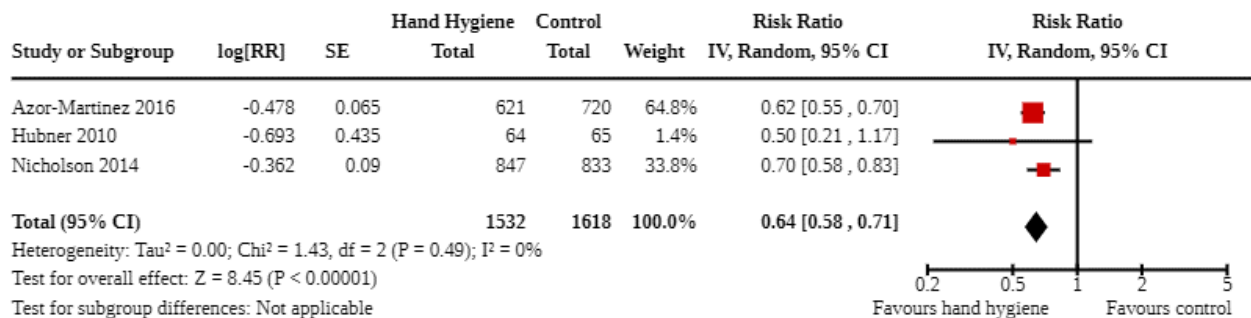 Hand Hygiene Control Risk Ratio Risk Ratio
Study or Subgroup log[RR] SE Total Total Weight IV, Random, 95% CI IV, Random, 95% CI
Azor-Martinez 2016 -0.478 0.065 621 720 64.8% 0.62 [0.55 , 0.70]
Hubner 2010 -0.693 0.435 64 65 1.4% 0.50 [0.21 , 1.17]
Nicholson 2014 -0.362 0.09 847 833 33.8% 0.70 [0.58 , 0.83]
Total (95% CI) 1532 1618 100.0% 0.64 [0.58 , 0.71]
Heterogeneity: Tau² = 0.00; Chi² = 1.43, df = 2 (P = 0.49); I² = 0%
Test for overall effect: Z = 8.45 (P < 0.00001)
0.2 0.5 1 2 5
Test for subgroup differences: Not applicable Favours hand hygiene Favours control